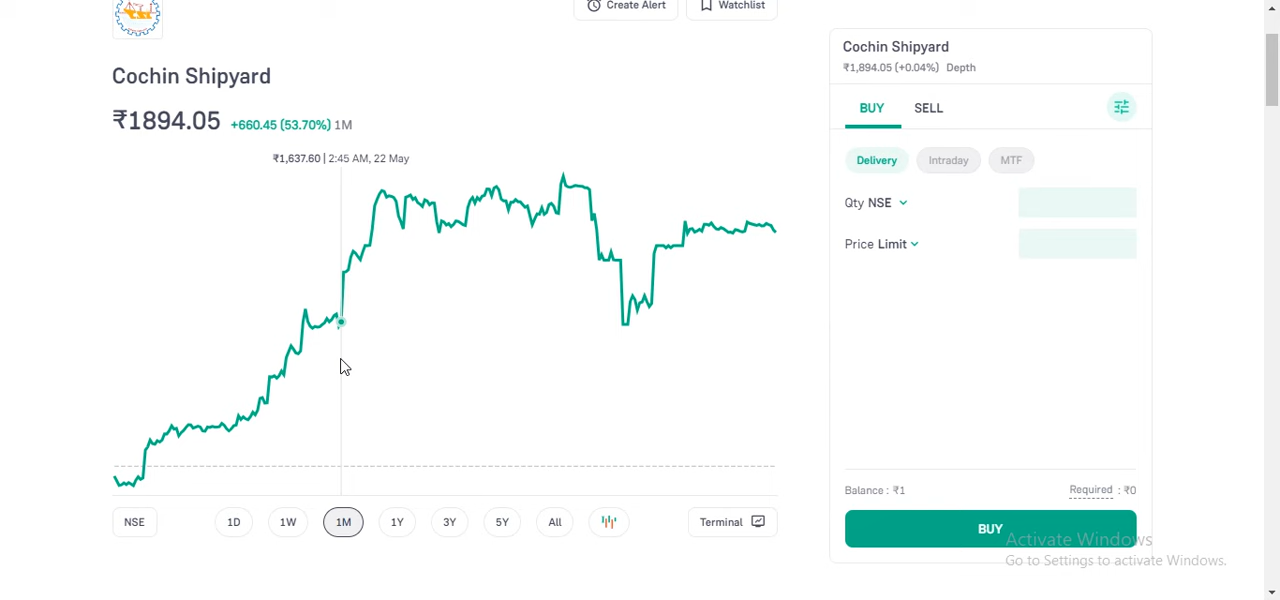 Create Alert
Watchlist
Cochin Shipyard
₹1894.05 +660.45 (53.70%) 1M
₹1,637.60 | 2:45 AM, 22 May
NSE
1D
1W
1M
1Y
3Y
5Y
All
Terminal
Cochin Shipyard
₹1,894.05 (+0.04%) Depth
BUY
SELL
Delivery
Intraday
MTF
Qty NSE
Price Limit
Balance : ₹1
Required : ₹0
BUY
Activate Windows
Go to Settings to activate Windows.